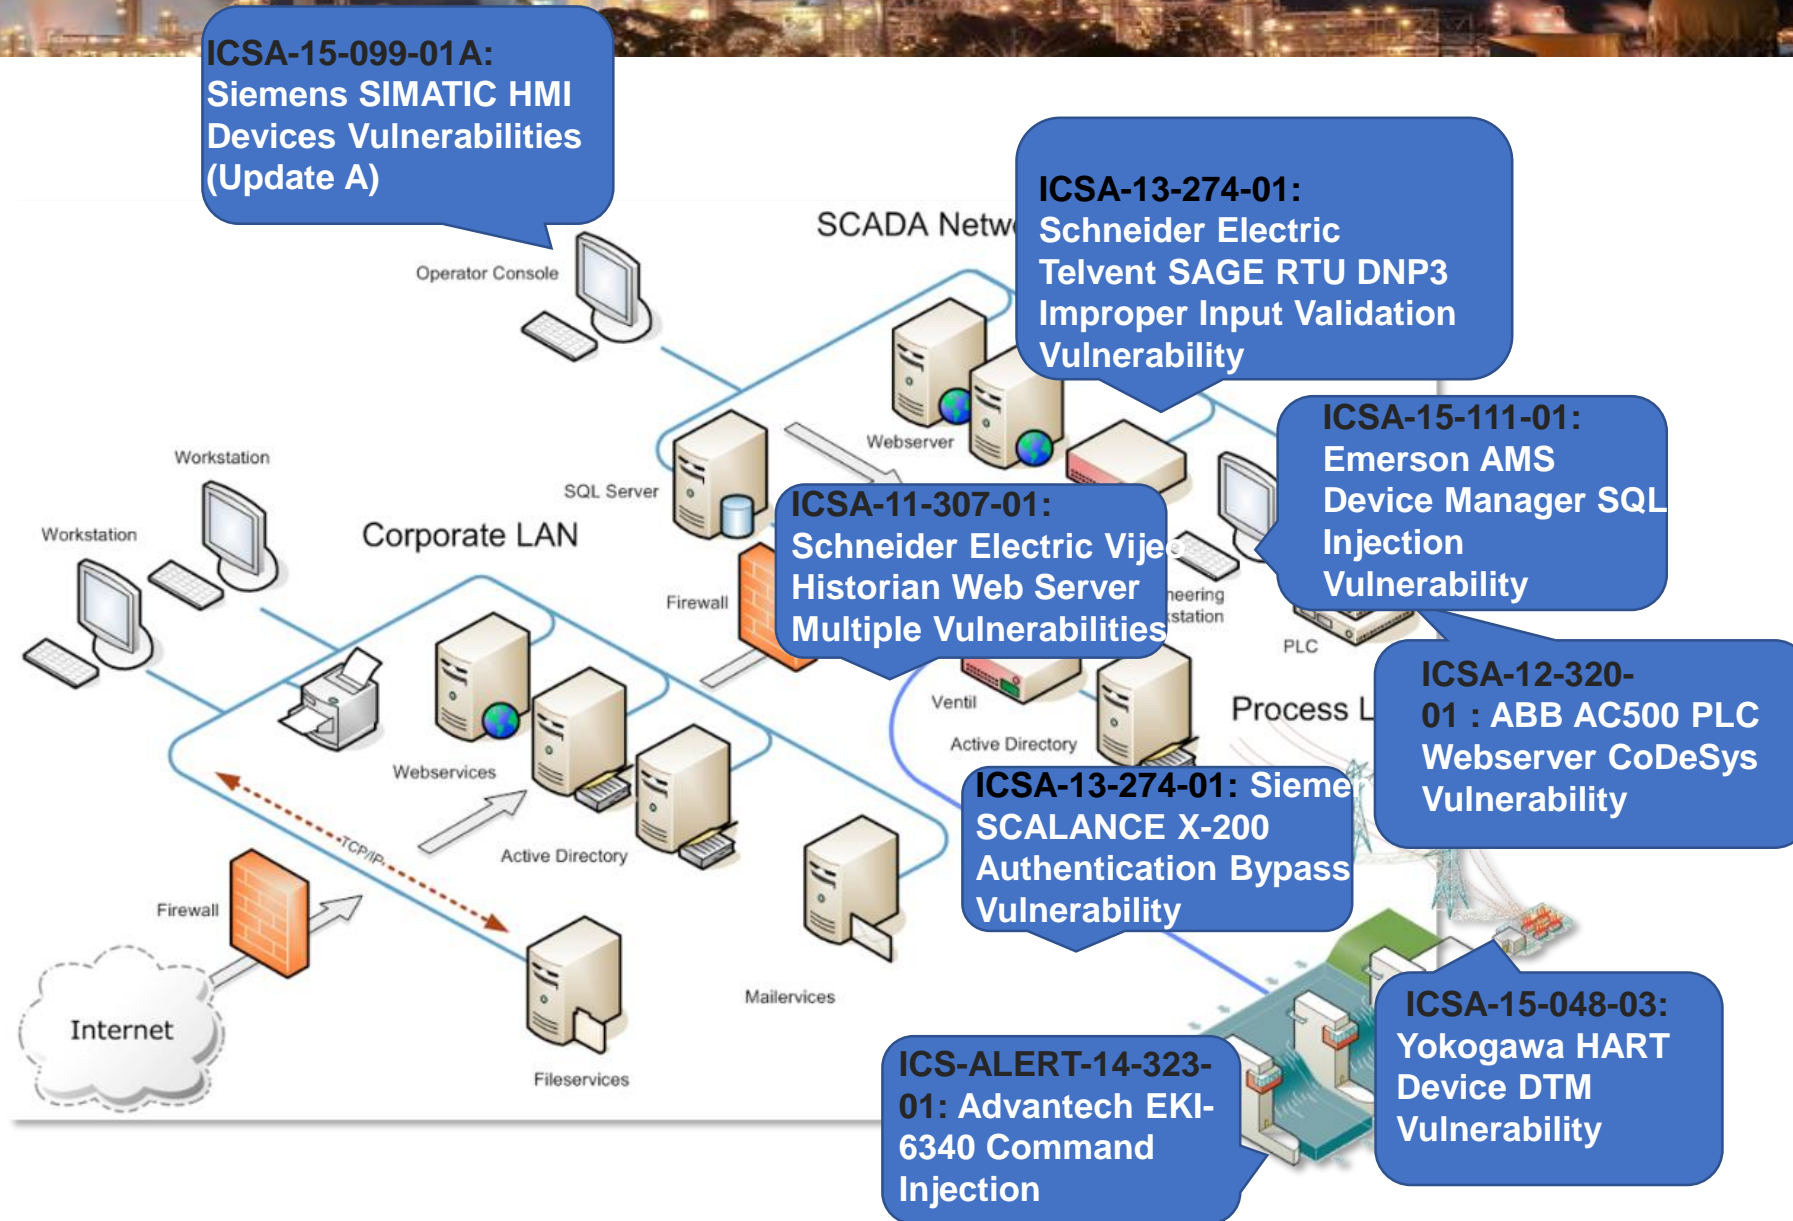 ICSA-15-099-01A:
Siemens SIMATIC HMI
Devices Vulnerabilities
(Update A)
ICSA-13-274-01:
Schneider Electric
Telvent SAGE RTU DNP3
Improper Input Validation
Vulnerability
SCADA
Operator Console
ICSA-15-111-01:
Emerson AMS
Device Manager SQL
Injection
Vulnerability
Webserver
Workstation
SQL Server
ICSA-11-307-01:
Schneider Electric Vijeo
Historian Web Server
Multiple Vulnerabilities
Workstation
Corporate LAN
Firewall
PLC
ICSA-12-320-
01 : ABB AC500 PLC
Webserver CoDeSys
Vulnerability
Ventil
Process
Active Directory
Webservices
ICSA-13-274-01:
SCALANCE X-200
Authentication Bypass
Vulnerability
TCP/IP
Active Directory
Firewall
Mailervices
Internet
ICSA-15-048-03:
Yokogawa HART
Device DTM
Vulnerability
Fileservices
ICS-ALERT-14-323-
01: Advantech EKI-
6340 Command
Injection